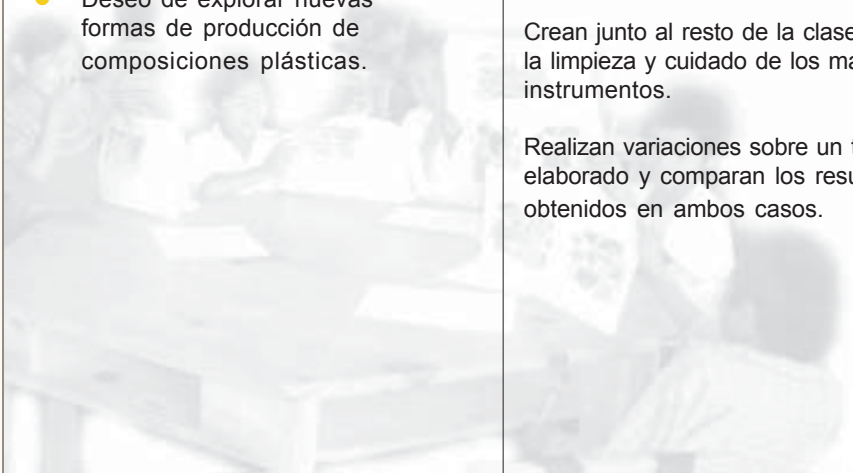 Deseo de explorar nuevas
formas de producción de
composiciones plásticas.
Crean junto al resto de la clase
la limpieza y cuidado de los
instrumentos.
Realizan variaciones sobre un
elaborado y comparan los
obtenidos en ambos casos.